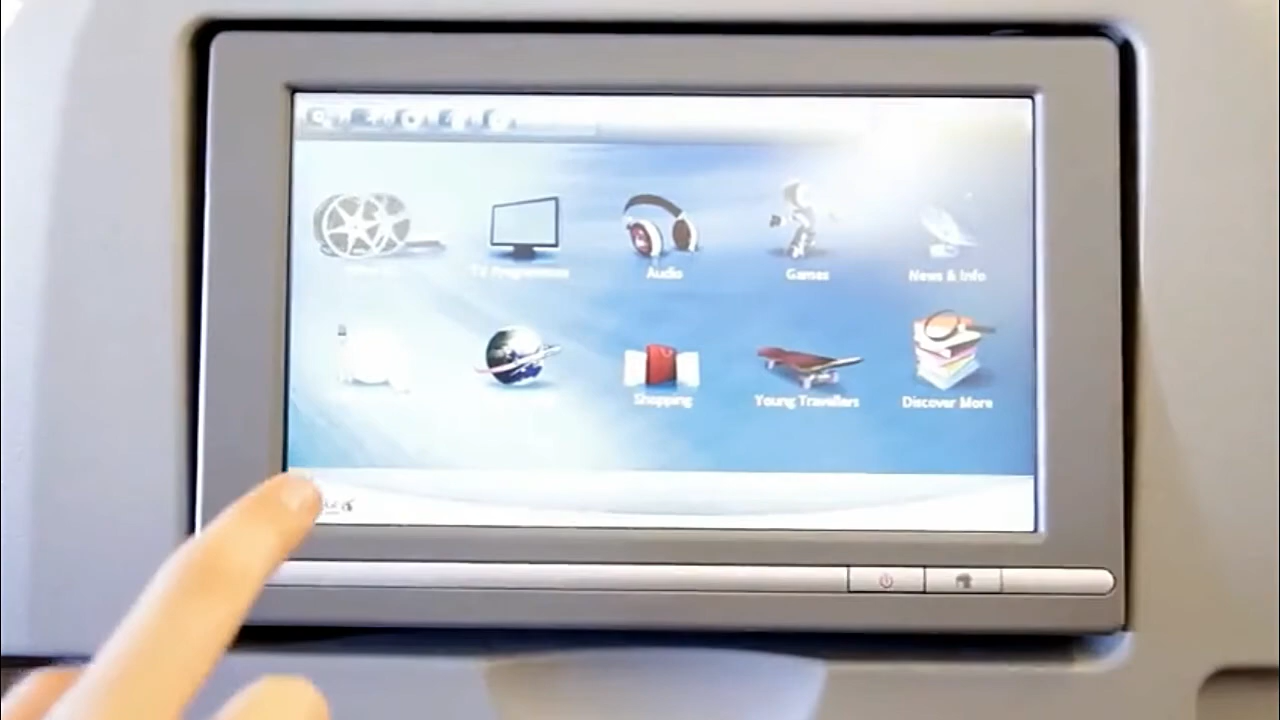 TV Programmes
Audio
Games
News & Info
Shopping
Young Travellers
Discover More